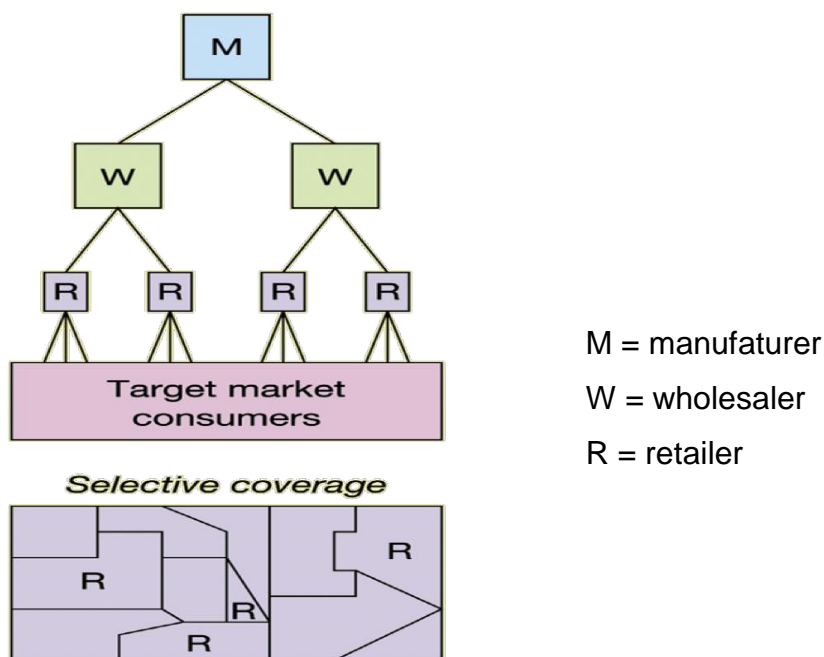 M
W W
R R R R
Target market
consumers
M = manufaturer
W = wholesaler
R = retailer
Selective coverage
R
R
R
R